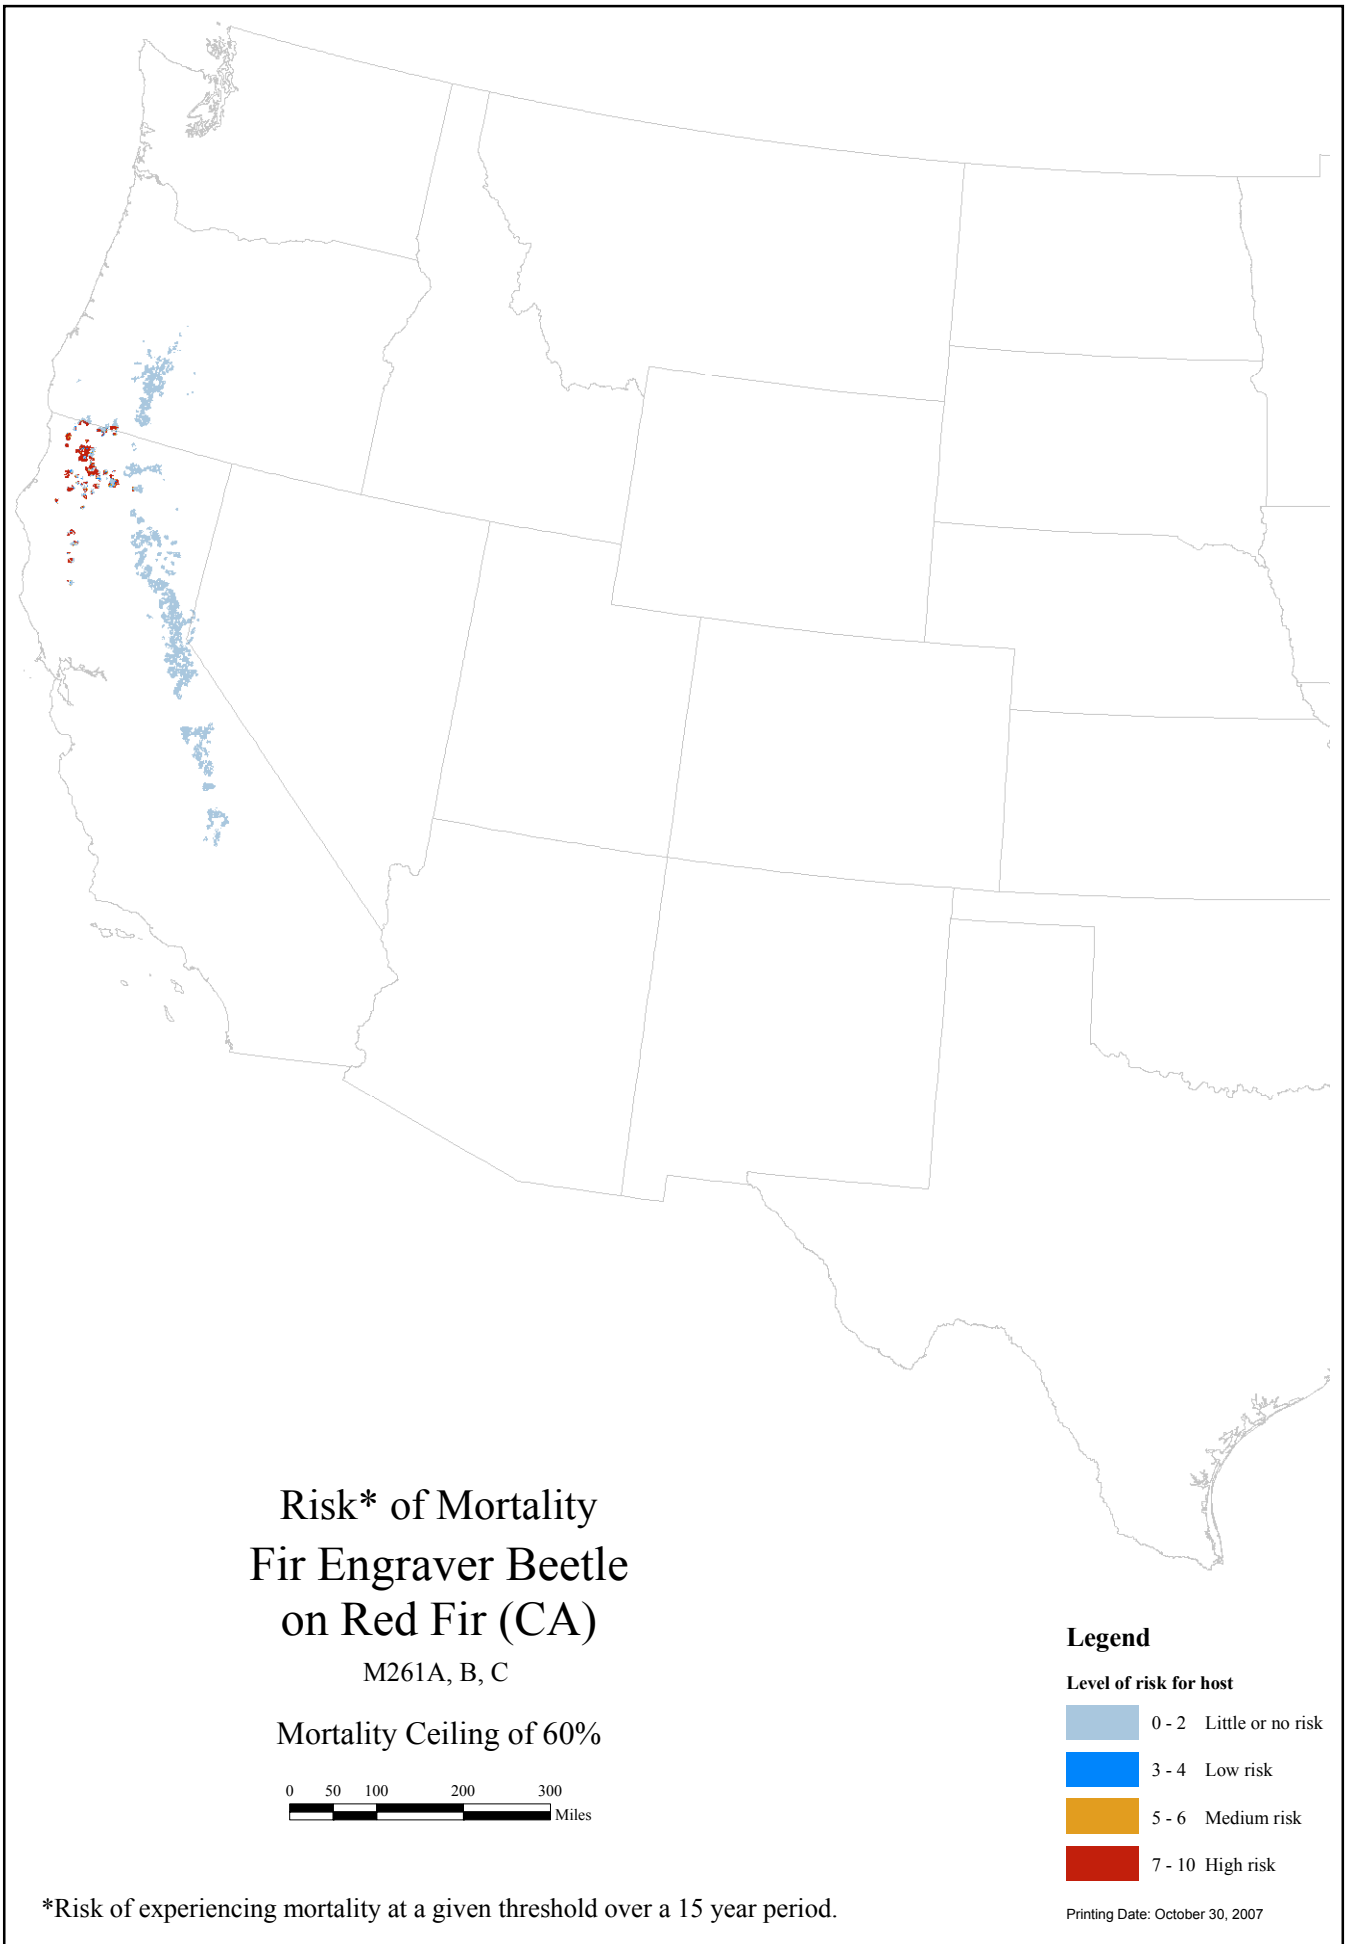 Risk* of Mortality
Fir Engraver Beetle
on Red Fir (CA)
M261A, B, C
Mortality Ceiling of 60%
0 50 100 200 300
Miles
Legend
Level of risk for host
0 - 2 Little or no risk
3 - 4 Low risk
5 - 6 Medium risk
7 - 10 High risk
*Risk of experiencing mortality at a given threshold over a 15 year period.
Printing Date: October 30, 2007